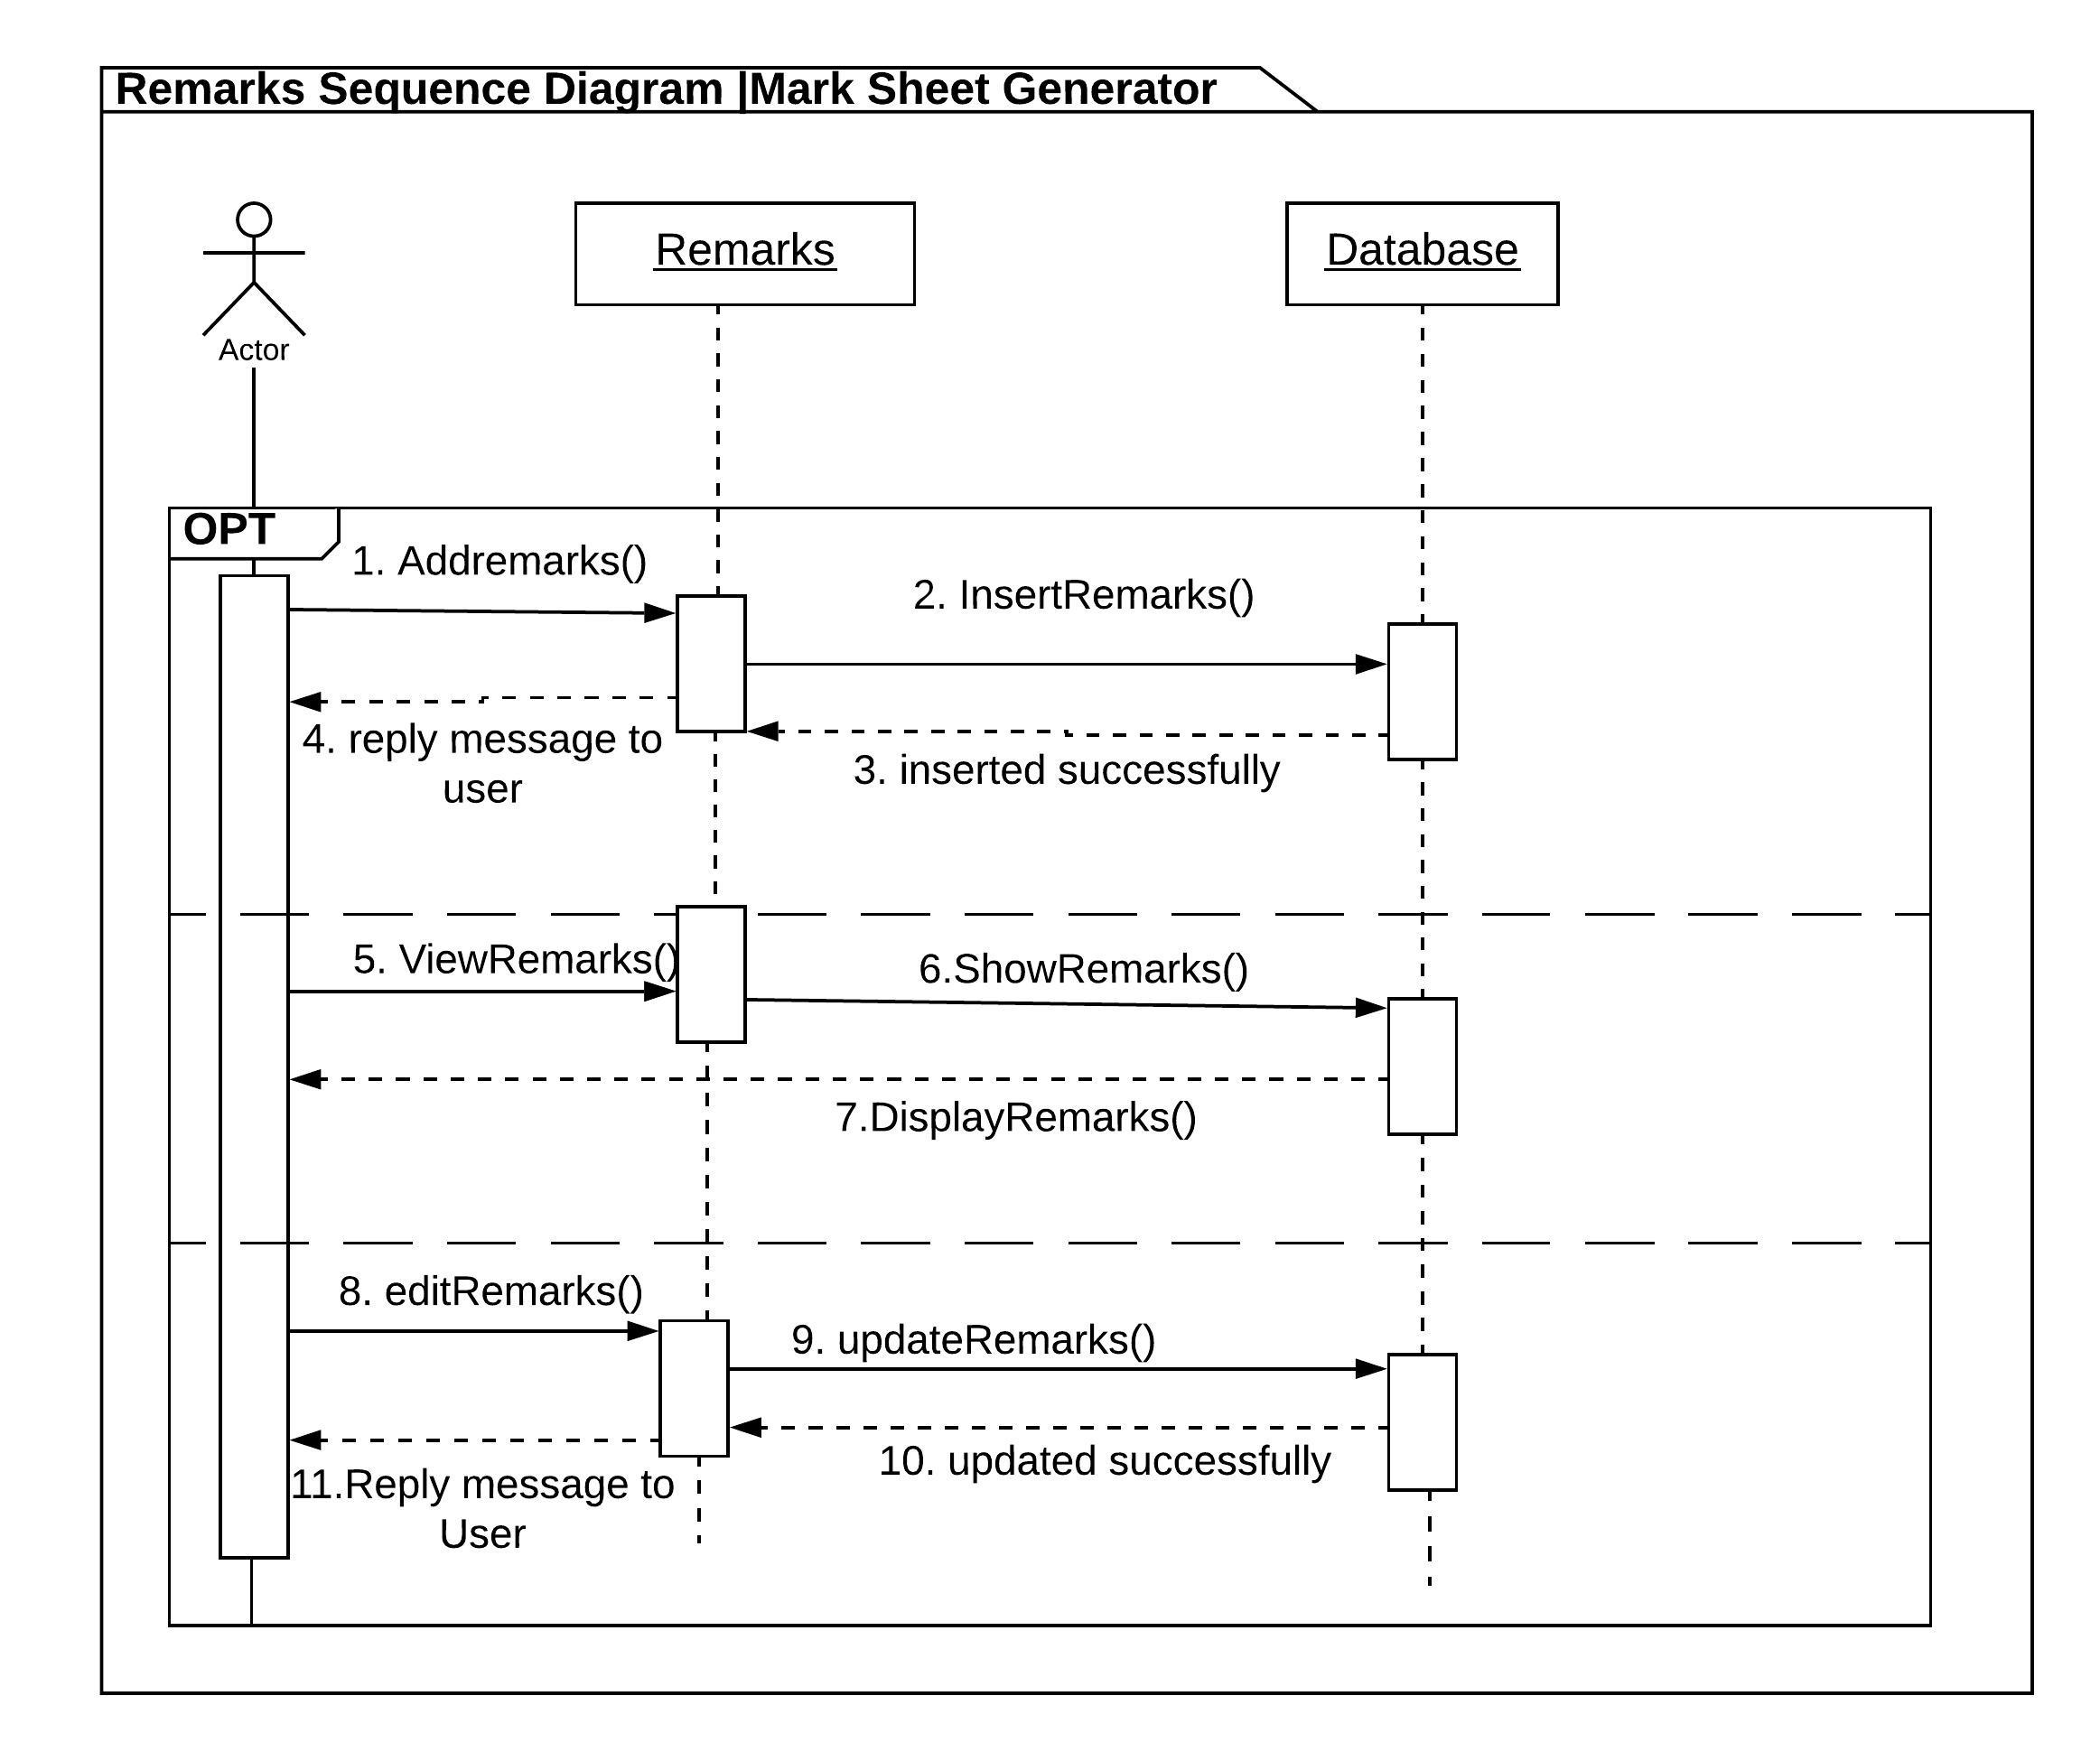 Remarks Sequence Diagram |Mark Sheet Generator
Remarks
Database
Actor
OPT
1. Addremarks()
2. InsertRemarks()
4. reply message to
user
3. inserted successfully
5. ViewRemarks()
6.ShowRemarks()
7.DisplayRemarks()
8. editRemarks()
9. updateRemarks()
10. updated successfully
11.Reply message to
User